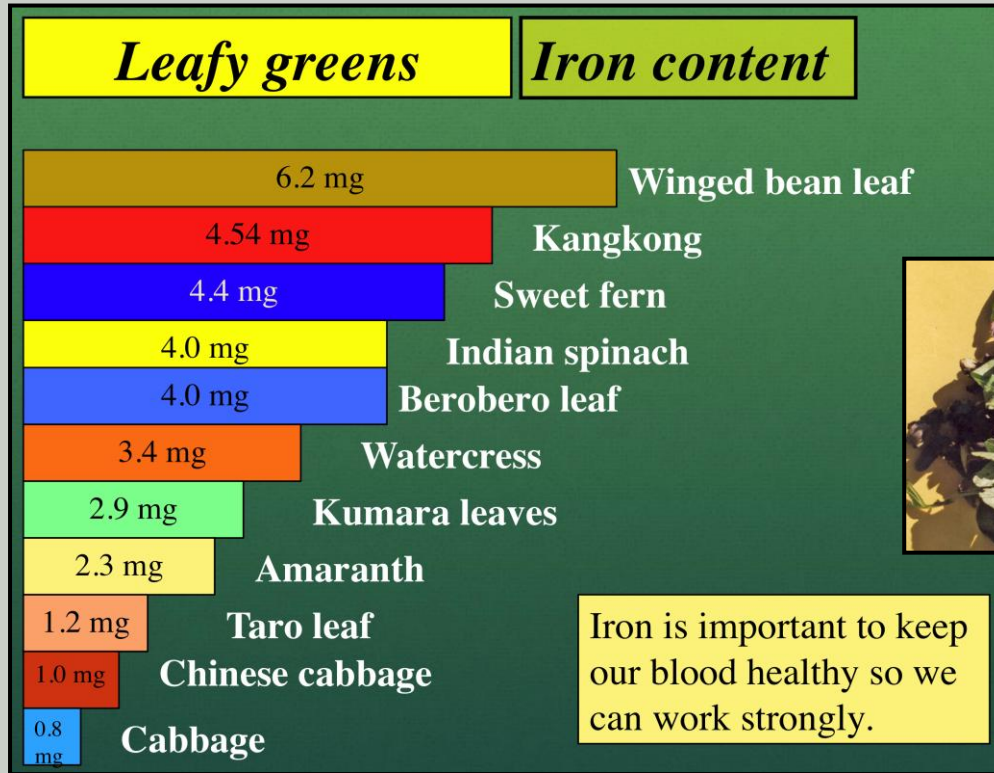 Leafy greens
Iron content
6.2 mg Winged bean leaf
4.54 mg Kangkong
4.4 mg Sweet fern
4.0 mg Indian spinach
4.0 mg Berobero leaf
3.4 mg Watercress
2.9 mg Kumara leaves
2.3 mg Amaranth
1.2 mg Taro leaf
1.0 mg Chinese cabbage
0.8
mg
Cabbage
Iron is important to keep
our blood healthy so we
can work strongly.